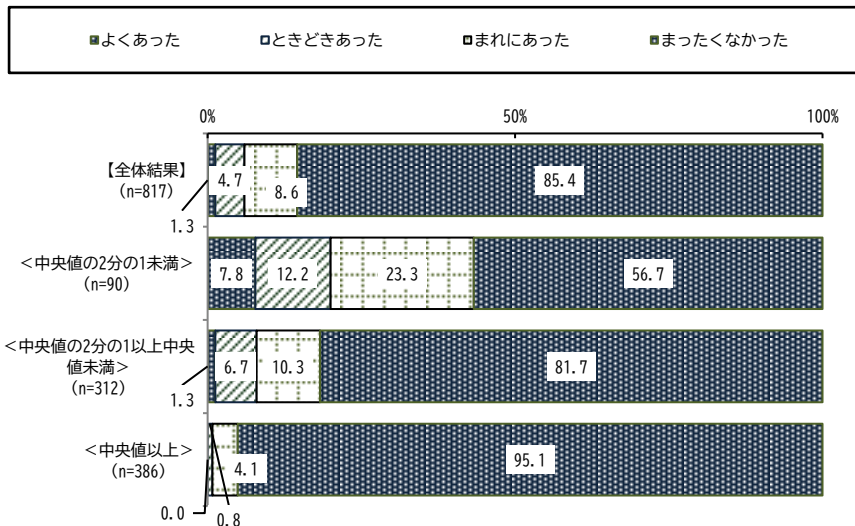 よくあった ときどきあった まれにあった まったくなかった
0% 50% 100%
【全体結果】
(n=817)
4.7 8.6 85.4
1.3
＜中央値の2分の1未満＞
(n=90)
7.8 12.2 23.3 56.7
＜中央値の2分の1以上中央
値未満＞
(n=312)
6.7 10.3 81.7
1.3
＜中央値以上＞
(n=386)
4.1 95.1
0.0 0.8